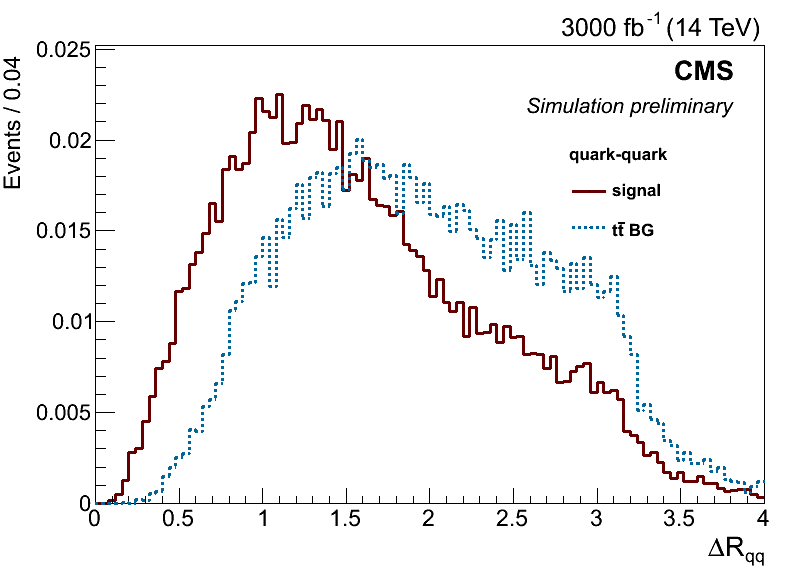 3000 fb⁻¹ (14 TeV)
CMS
Simulation preliminary
quark-quark
signal
tt̄ BG
Events / 0.04
0.025
0.02
0.015
0.01
0.005
0
0 0.5 1 1.5 2 2.5 3 3.5 4
ΔR_qq